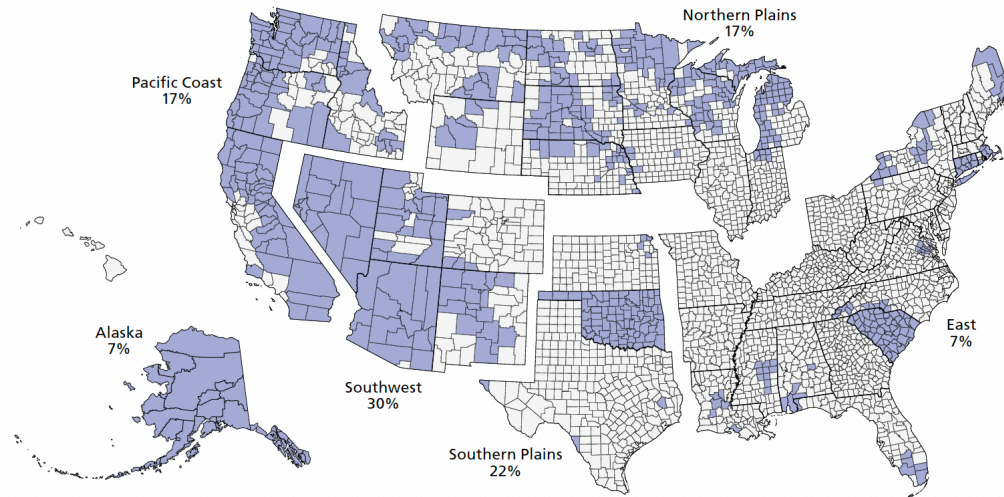 Northern Plains
17%
Pacific Coast
17%
Alaska
7%
East
7%
Southwest
30%
Southern Plains
22%